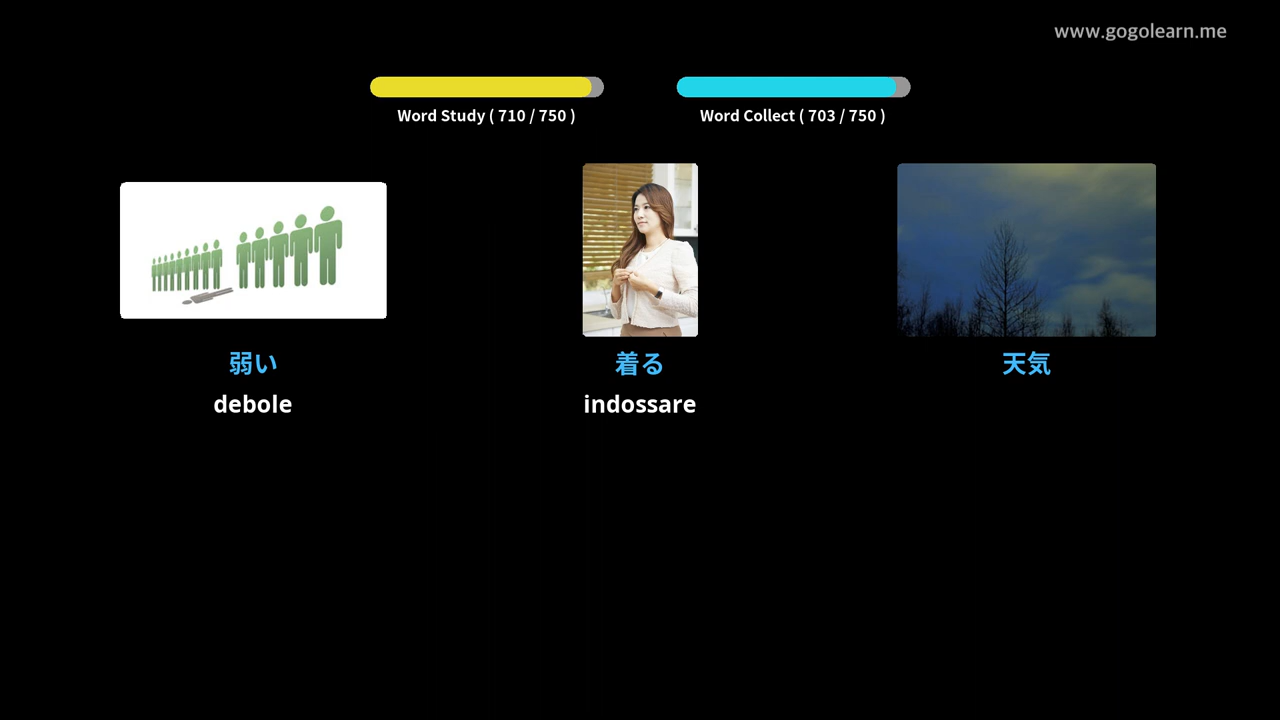 www.gogolearn.me
Word Study ( 710 / 750 )
Word Collect ( 703 / 750 )
弱い
着る
天気
debole
indossare